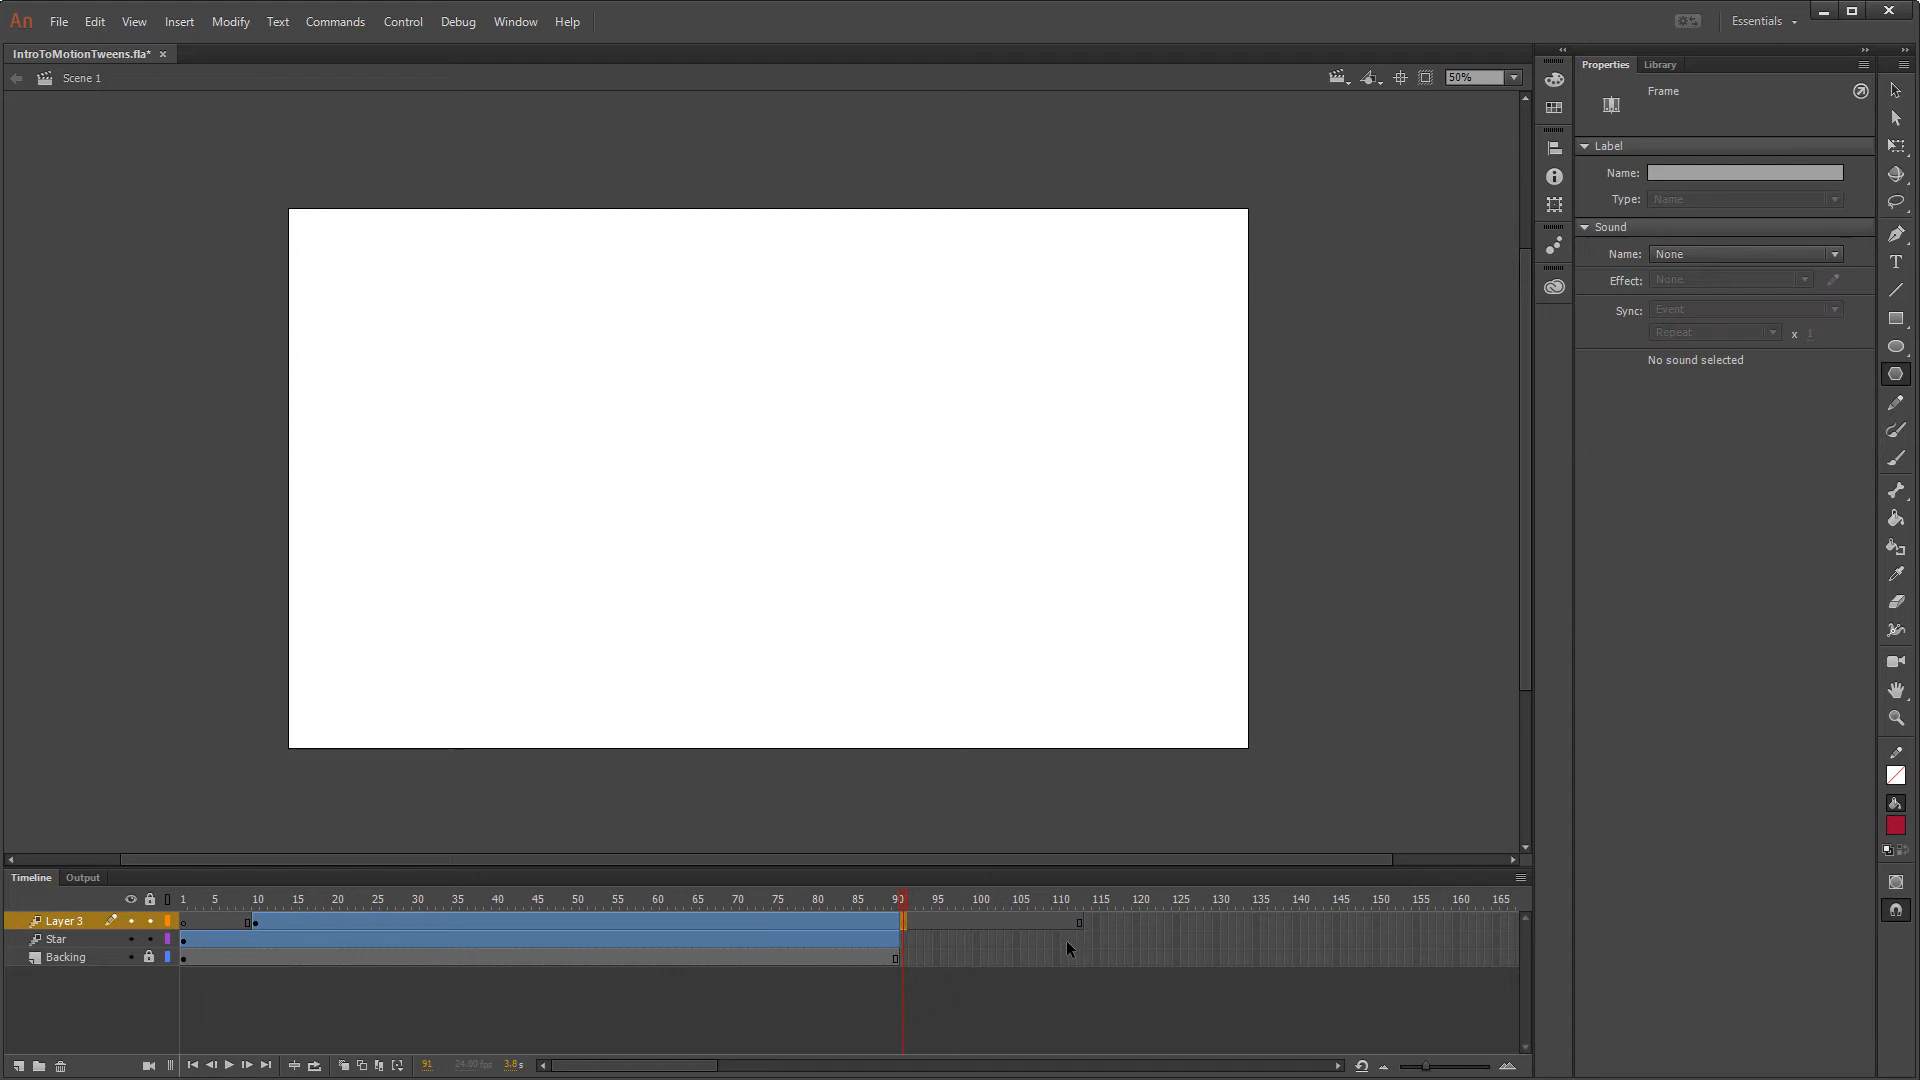 An File Edit View Insert Modify Text Commands Control Debug Window Help Essentials
IntroToMotionTweens.fla* ×
Scene 1 50%
Properties Library
Frame
Label
Name:
Type: Name
Sound
Name: None
Effect: None
Sync: Event
Repeat x 1
No sound selected
T
Timeline Output
1 5 10 15 20 25 30 35 40 45 50 55 60 65 70 75 80 85 90 95 100 105 110 115 120 125 130 135 140 145 150 155 160 165
Layer 3
Star
Backing
91 24.00 fps 3.8 s